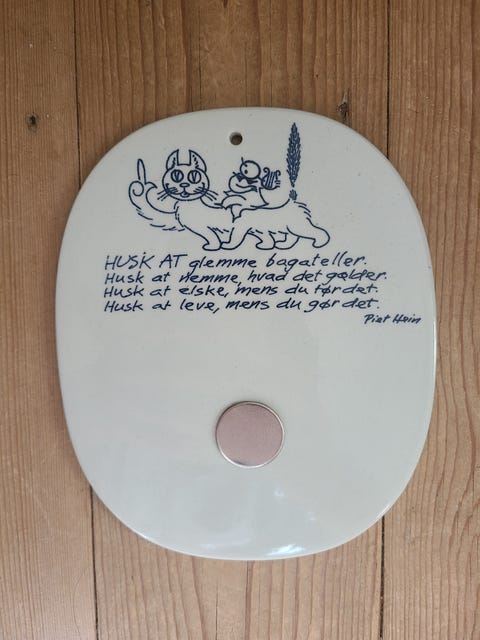 HUSK AT glemme bagateller.
Husk at nemme, hvad det gælder.
Husk at elske, mens du tør det.
Husk at leve, mens du gør det.
Piet Hein